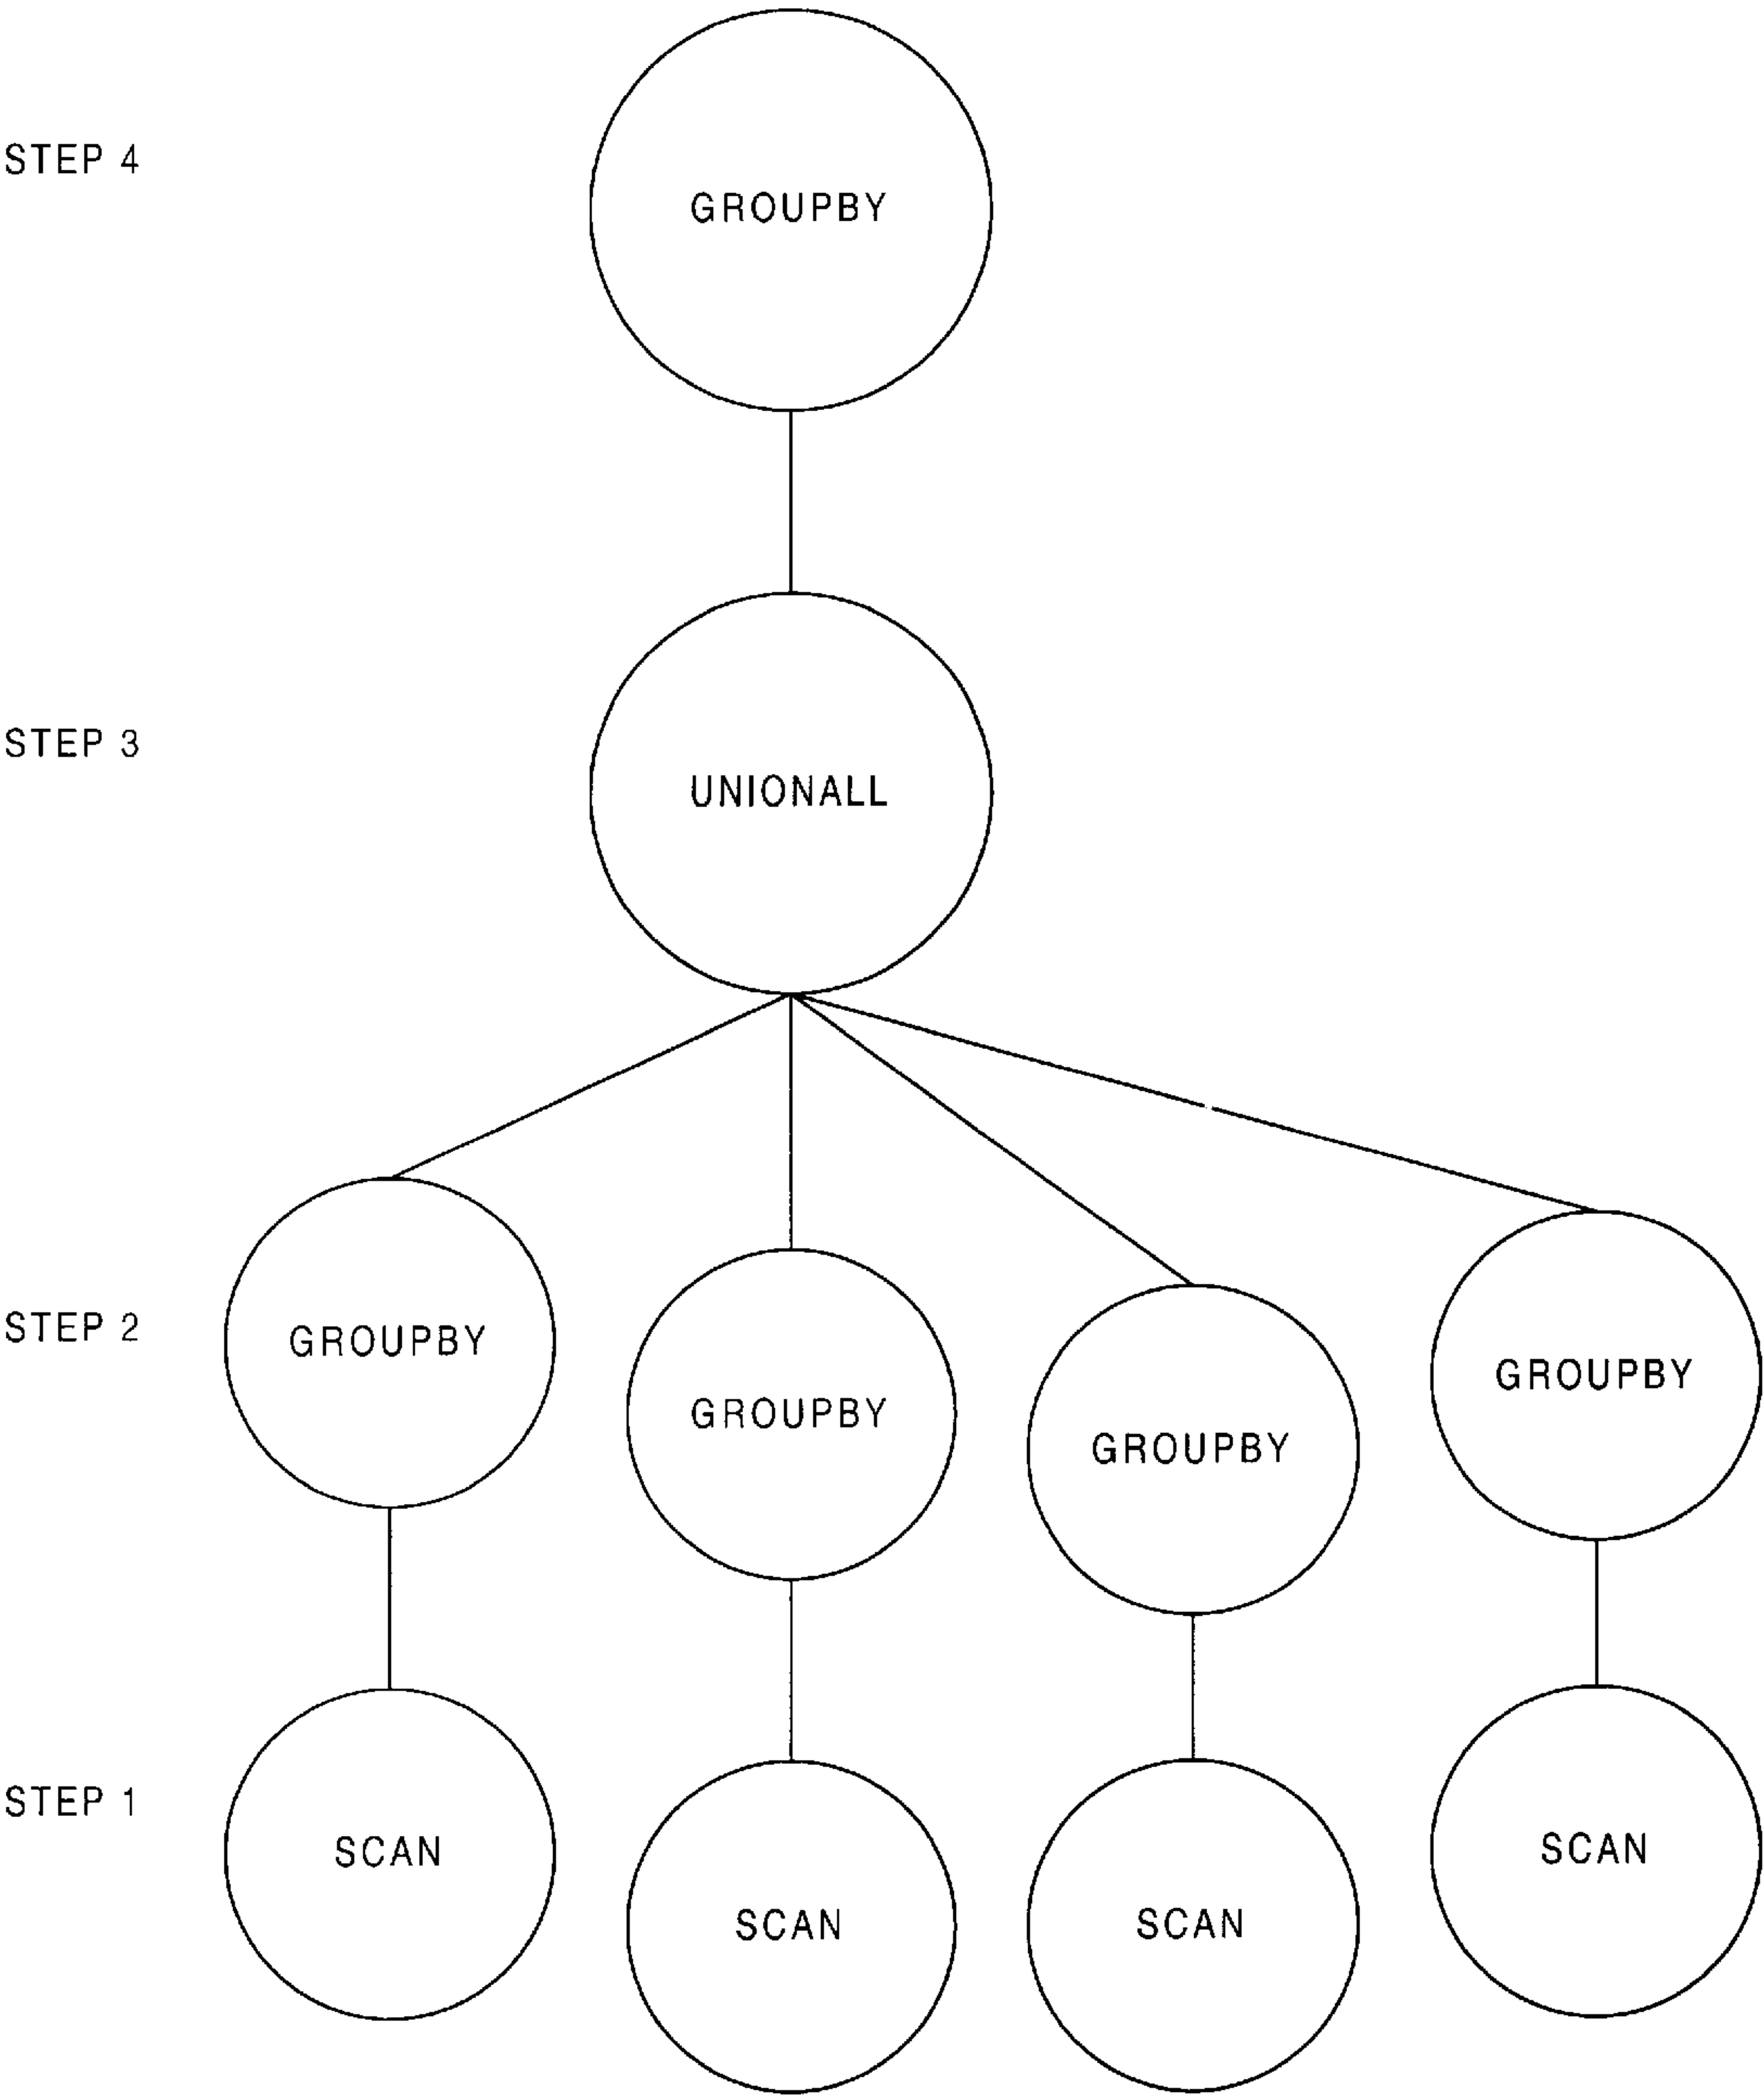 STEP 4
GROUPBY
STEP 3
UNIONALL
STEP 2
GROUPBY
GROUPBY
GROUPBY
GROUPBY
STEP 1
SCAN
SCAN
SCAN
SCAN